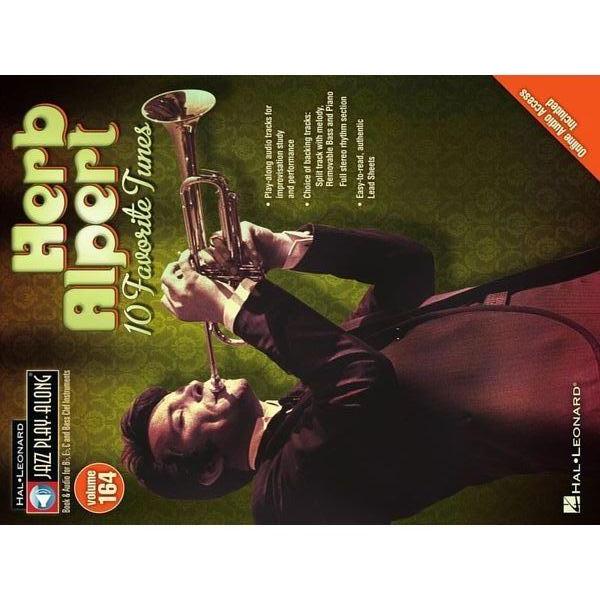 HAL•LEONARD®
JAZZ PLAY-ALONG®
Book & Audio for B♭, E♭, C and Bass Clef Instruments
volume
164
Herb
Alpert
10 Favorite Tunes
• Play-along audio tracks for
improvisation study
and performance
• Choice of backing tracks:
Split track with melody,
Removable Bass and Piano
Full stereo rhythm section
• Easy-to-read, authentic
Lead Sheets
Online Audio Access
Included
HAL•LEONARD®